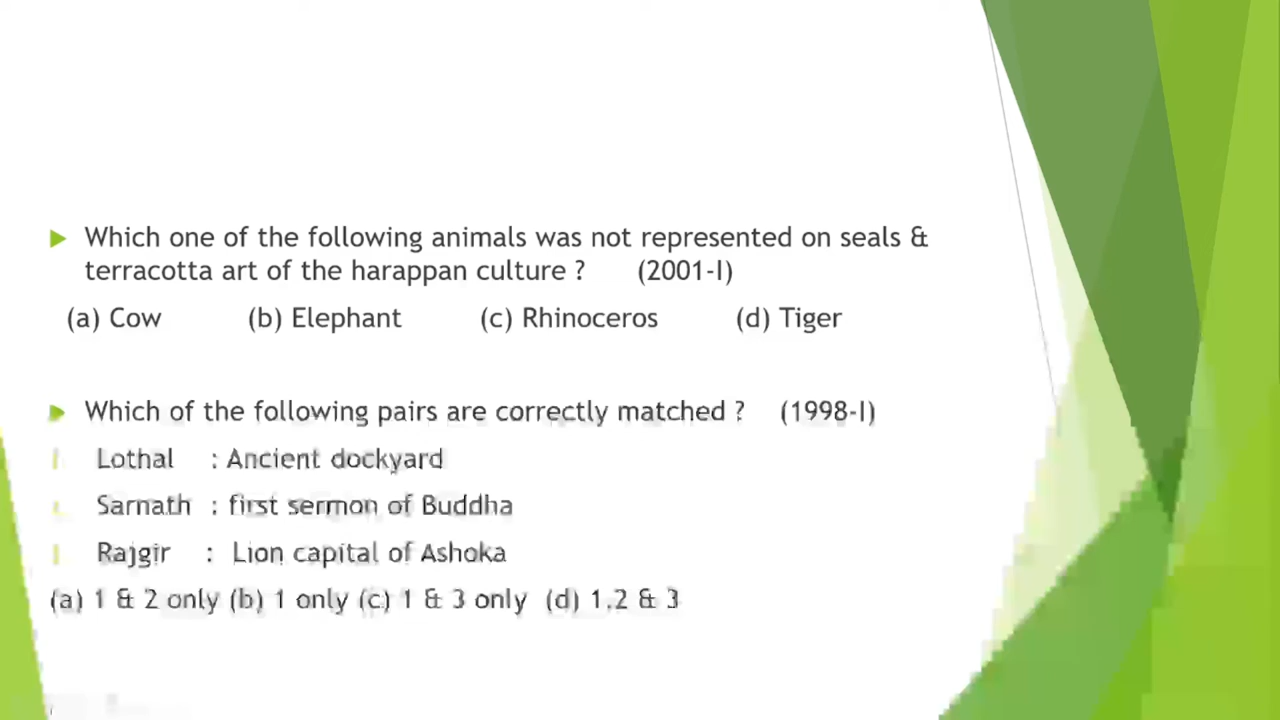 Which one of the following animals was not represented on seals &
terracotta art of the harappan culture ? (2001-I)
(a) Cow (b) Elephant (c) Rhinoceros (d) Tiger
Which of the following pairs are correctly matched ? (1998-I)
Lothal : Ancient dockyard
Sarnath : first sermon of Buddha
Rajgir : Lion capital of Ashoka
(a) 1 & 2 only (b) 1 only (c) 1 & 3 only (d) 1,2 & 3